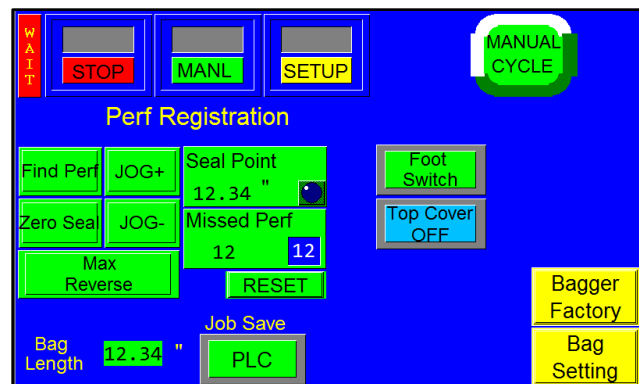 WAIT
STOP
MANL
SETUP
MANUAL
CYCLE
Perf Registration
Find Perf
JOG+
Seal Point
12.34 "
Foot
Switch
Zero Seal
JOG-
Missed Perf
12
12
Top Cover
OFF
Max
Reverse
RESET
Bagger
Factory
Job Save
Bag
Length
12.34 "
PLC
Bag
Setting